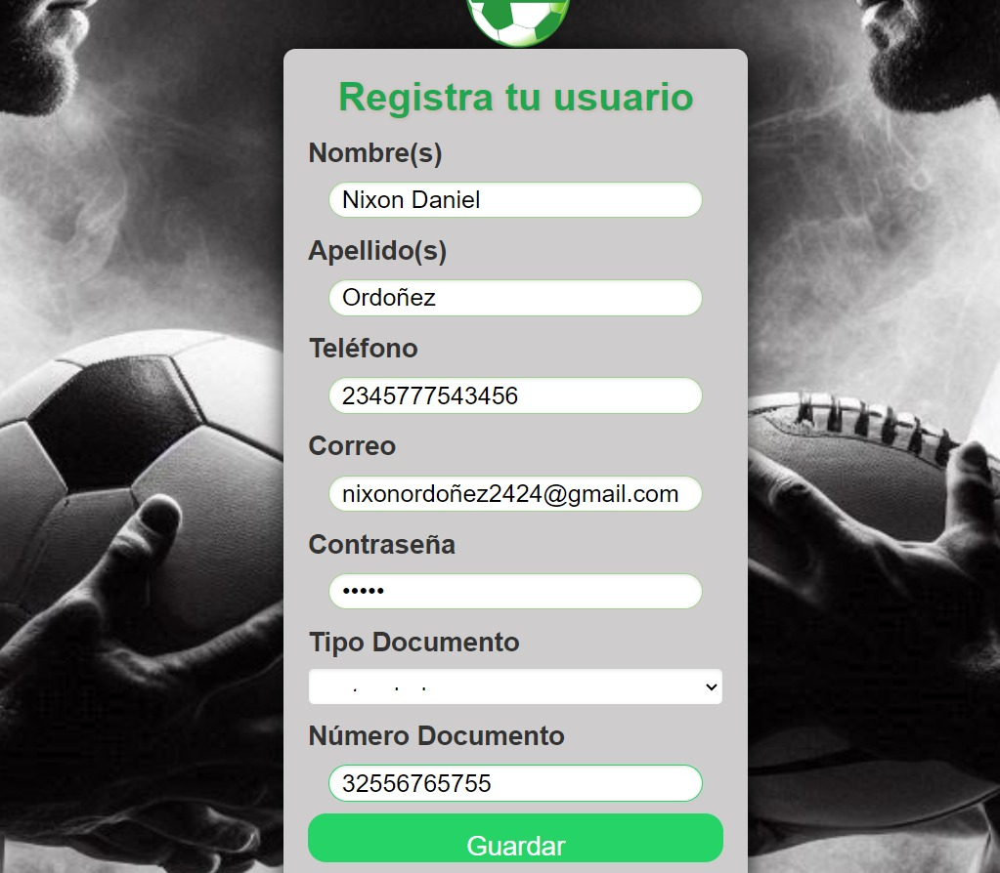 Registra tu usuario
Nombre(s)
Nixon Daniel
Apellido(s)
Ordoñez
Teléfono
2345777543456
Correo
nixonordoñez2424@gmail.com
Contraseña
•••••
Tipo Documento
Número Documento
32556765755
Guardar